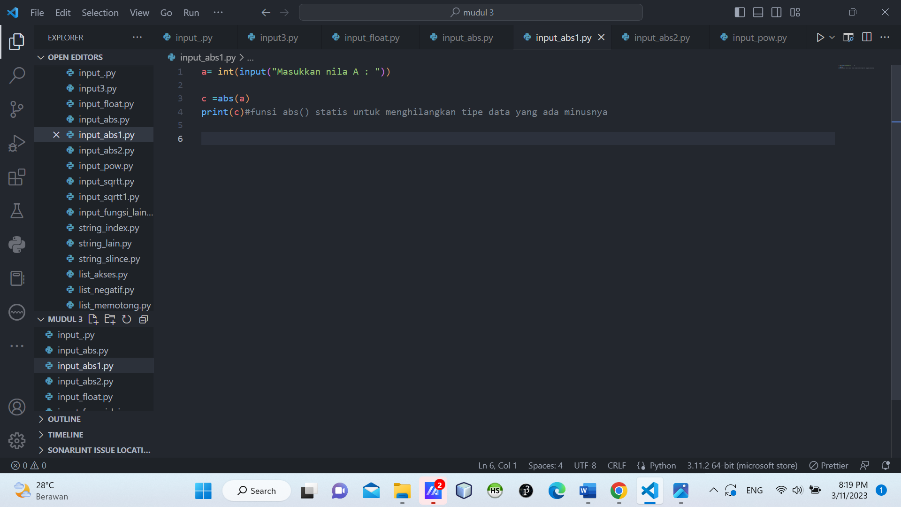 File Edit Selection View Go Run ···
mudul 3
EXPLORER ···
input_.py
input3.py
input_float.py
input_abs.py
input_abs1.py
input_abs2.py
input_pow.py
OPEN EDITORS
input_.py
input3.py
input_float.py
input_abs.py
input_abs1.py
input_abs2.py
input_pow.py
input_sqrtt.py
input_sqrtt1.py
input_fungsi_lain...
string_index.py
string_lain.py
string_slince.py
list_akses.py
list_negatif.py
list_memotong.py
MUDUL 3
input_.py
input_abs.py
input_abs1.py
input_abs2.py
input_float.py
OUTLINE
TIMELINE
SONARLINT ISSUE LOCATI...
input_abs1.py > ...
1 a= int(input("Masukkan nila A : "))
2
3 c =abs(a)
4 print(c)#funsi abs() statis untuk menghilangkan tipe data yang ada minusnya
5
6
0 0
Ln 6, Col 1 Spaces: 4 UTF-8 CRLF Python 3.11.2 64-bit (microsoft store) Prettier
28°C
Berawan
Search
2
HS
ENG
8:19 PM
3/11/2023
1